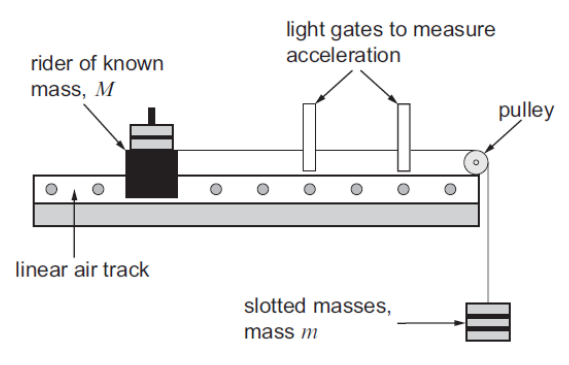 light gates to measure
acceleration
rider of known
mass, M
pulley
linear air track
slotted masses,
mass m